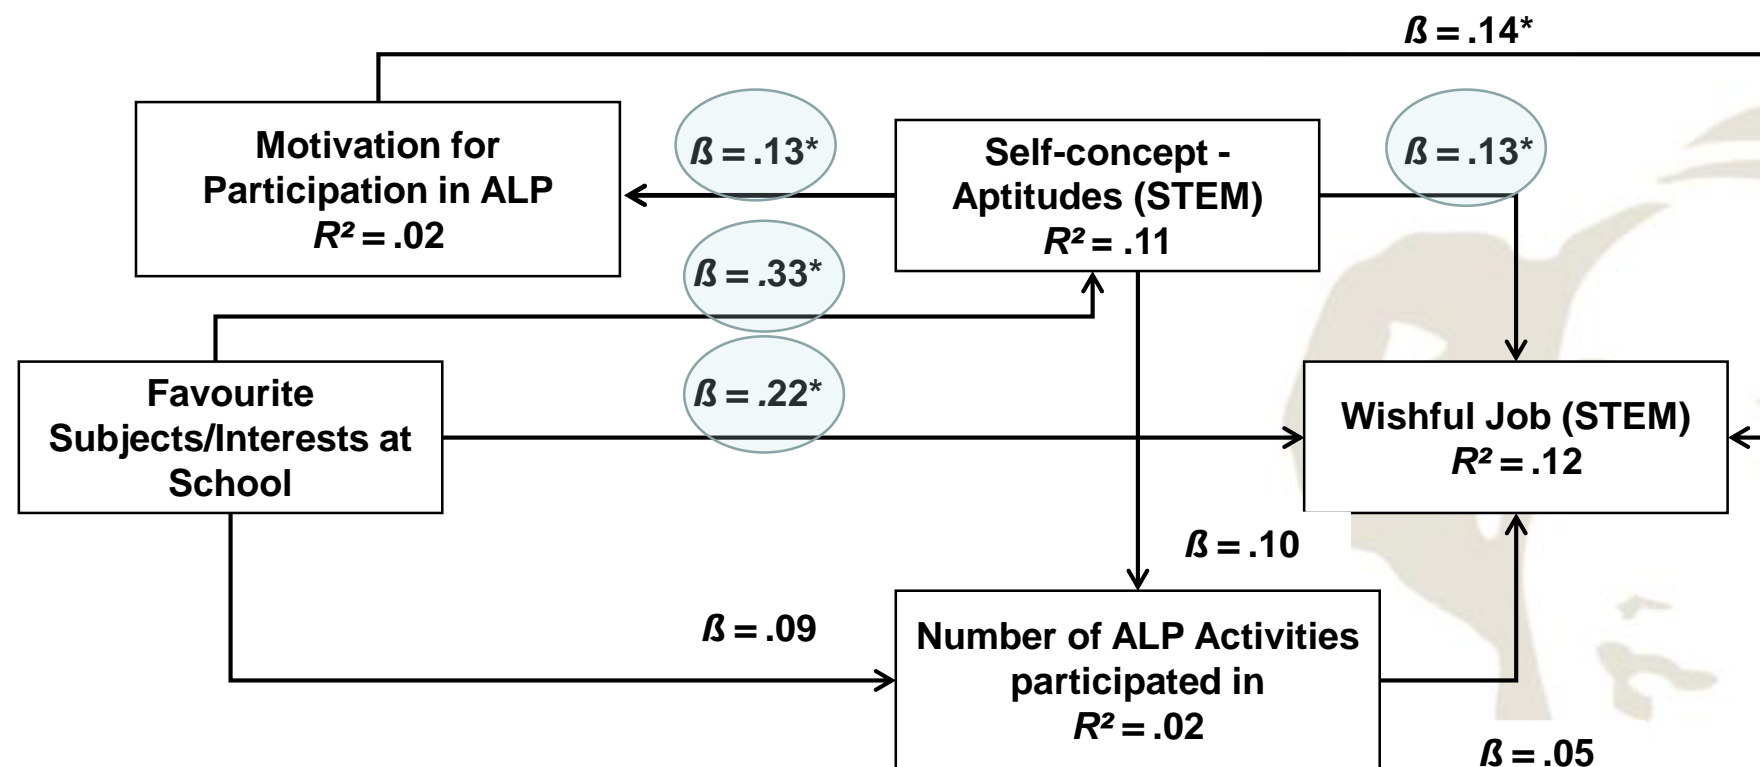 ß = .14*
Motivation for
Participation in ALP
R² = .02
ß = .13*
Self-concept -
Aptitudes (STEM)
R² = .11
ß = .13*
ß = .33*
Favourite
Subjects/Interests at
School
ß = .22*
Wishful Job (STEM)
R² = .12
ß = .10
ß = .09
Number of ALP Activities
participated in
R² = .02
ß = .05